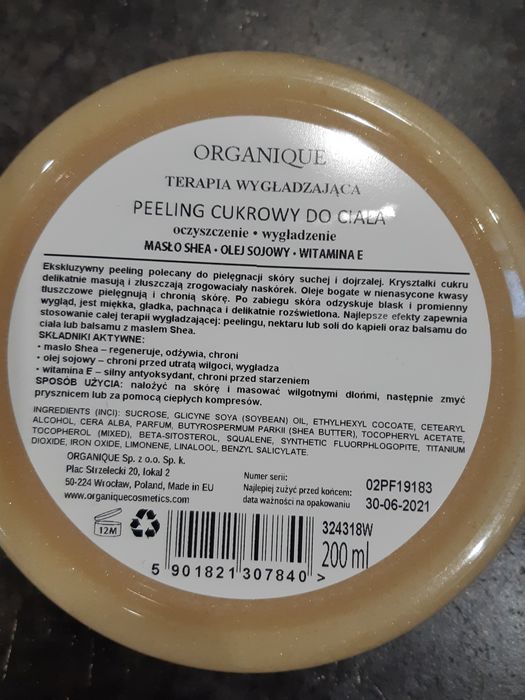 ORGANIQUE
TERAPIA WYGŁADZAJĄCA
PEELING CUKROWY DO CIAŁA
oczyszczenie • wygładzenie
MASŁO SHEA • OLEJ SOJOWY • WITAMINA E
Ekskluzywny peeling polecany do pielęgnacji skóry suchej i dojrzałej. Kryształki cukru
delikatnie masują i złuszczają zrogowaciały naskórek. Oleje bogate w nienasycone kwasy
tłuszczowe pielęgnują i chronią skórę. Po zabiegu skóra odzyskuje blask i promienny
wygląd, jest miękka, gładka, pachnąca i delikatnie rozświetlona. Najlepsze efekty zapewnia
stosowanie całej terapii wygładzającej: peelingu, nektaru lub soli do kąpieli oraz balsamu do
ciała lub balsamu z masłem Shea.
SKŁADNIKI AKTYWNE:
• masło Shea – regeneruje, odżywia, chroni
• olej sojowy – chroni przed utratą wilgoci, wygładza
• witamina E – silny antyoksydant, chroni przed starzeniem
SPOSÓB UŻYCIA: nałożyć na skórę i masować wilgotnymi dłońmi, następnie zmyć
prysznicem lub za pomocą ciepłych kompresów.
INGREDIENTS (INCI): SUCROSE, GLYCINE SOYA (SOYBEAN) OIL, ETHYLHEXYL COCOATE, CETEARYL
ALCOHOL, CERA ALBA, PARFUM, BUTYROSPERMUM PARKII (SHEA BUTTER), TOCOPHERYL ACETATE,
TOCOPHEROL (MIXED), BETA-SITOSTEROL, SQUALENE, SYNTHETIC FLUORPHLOGOPITE, TITANIUM
DIOXIDE, IRON OXIDE, LIMONENE, LINALOOL, BENZYL SALICYLATE.
ORGANIQUE Sp. z o.o. Sp. k.
Plac Strzelecki 20, lokal 2
50-224 Wrocław, Poland, Made in EU
www.organiquecosmetics.com
Numer serii: 02PF19183
Najlepiej zużyć przed końcem:
data ważności na opakowaniu 30-06-2021
12M
324318W
200 ml
5 901821 307840 >